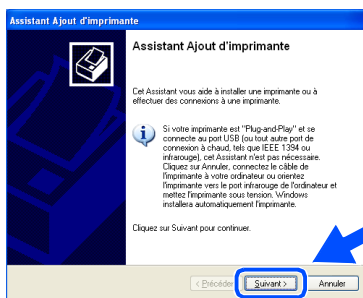 Assistant Ajout d'imprimante
Assistant Ajout d'imprimante
Cet Assistant vous aide à installer une imprimante ou à
effectuer des connexions à une imprimante.
Si votre imprimante est "Plug-and-Play" et se
connecte au port USB (ou tout autre port de
connexion à chaud, tels que IEEE 1394 ou
infrarouge), cet Assistant n'est pas nécessaire.
Cliquez sur Annuler, connectez le câble de
l'imprimante à votre ordinateur ou orientez
l'imprimante vers le port infrarouge de l'ordinateur et
mettez l'imprimante sous tension. Windows
installera automatiquement l'imprimante.
Cliquez sur Suivant pour continuer.
< Précéden
Suivant >
Annuler